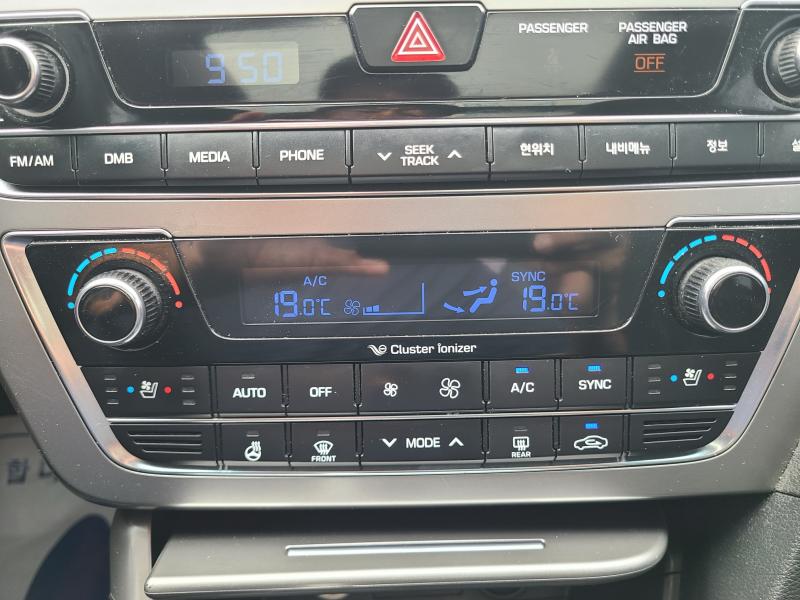 9:50
PASSENGER
PASSENGER
AIR BAG
OFF
FM/AM
DMB
MEDIA
PHONE
SEEK
TRACK
현위치
내비메뉴
정보
A/C
19.0°C
SYNC
19.0°C
Cluster ionizer
AUTO
OFF
A/C
SYNC
FRONT
MODE
REAR